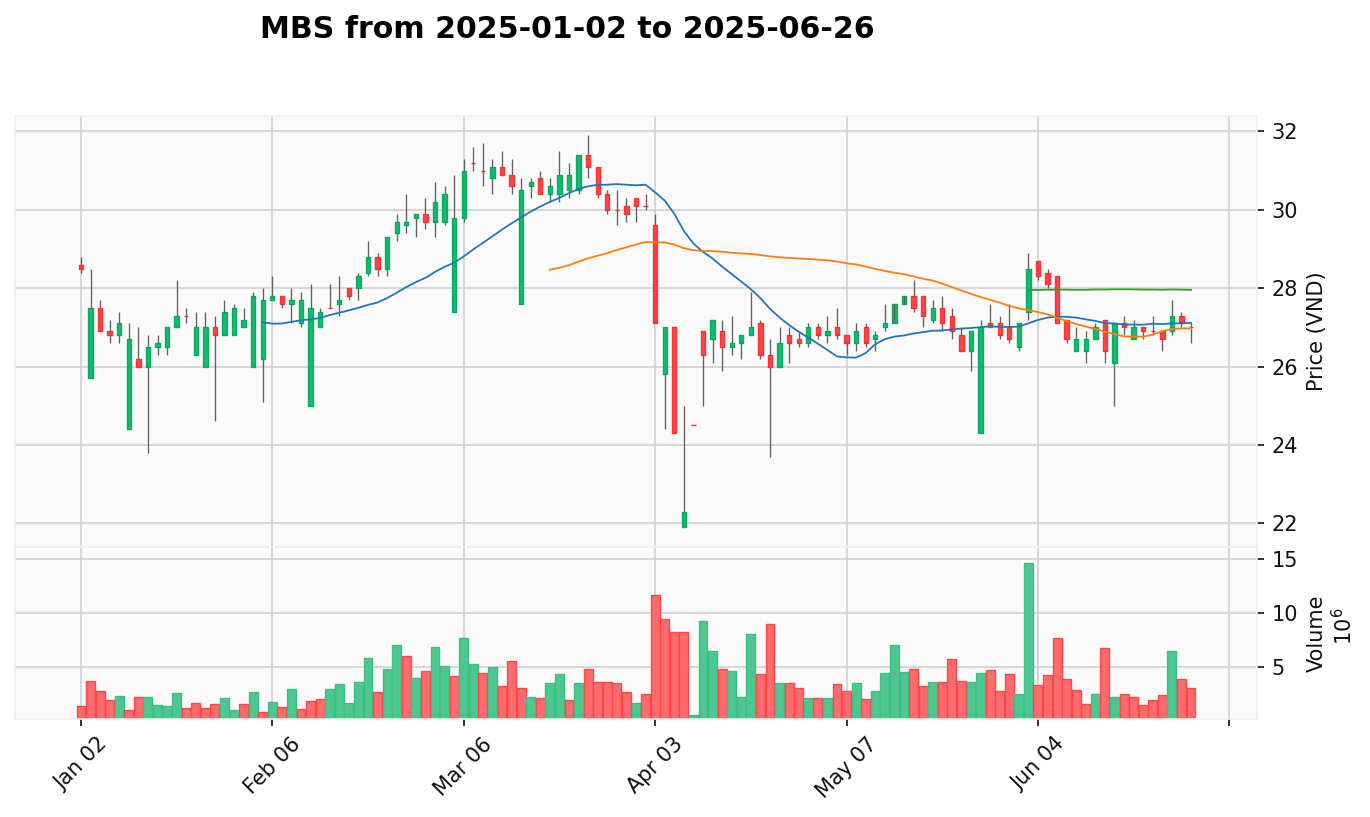 MBS from 2025-01-02 to 2025-06-26
32
30
28
26
24
22
Price (VND)
15
10
5
Volume
10⁶
Jan 02
Feb 06
Mar 06
Apr 03
May 07
Jun 04